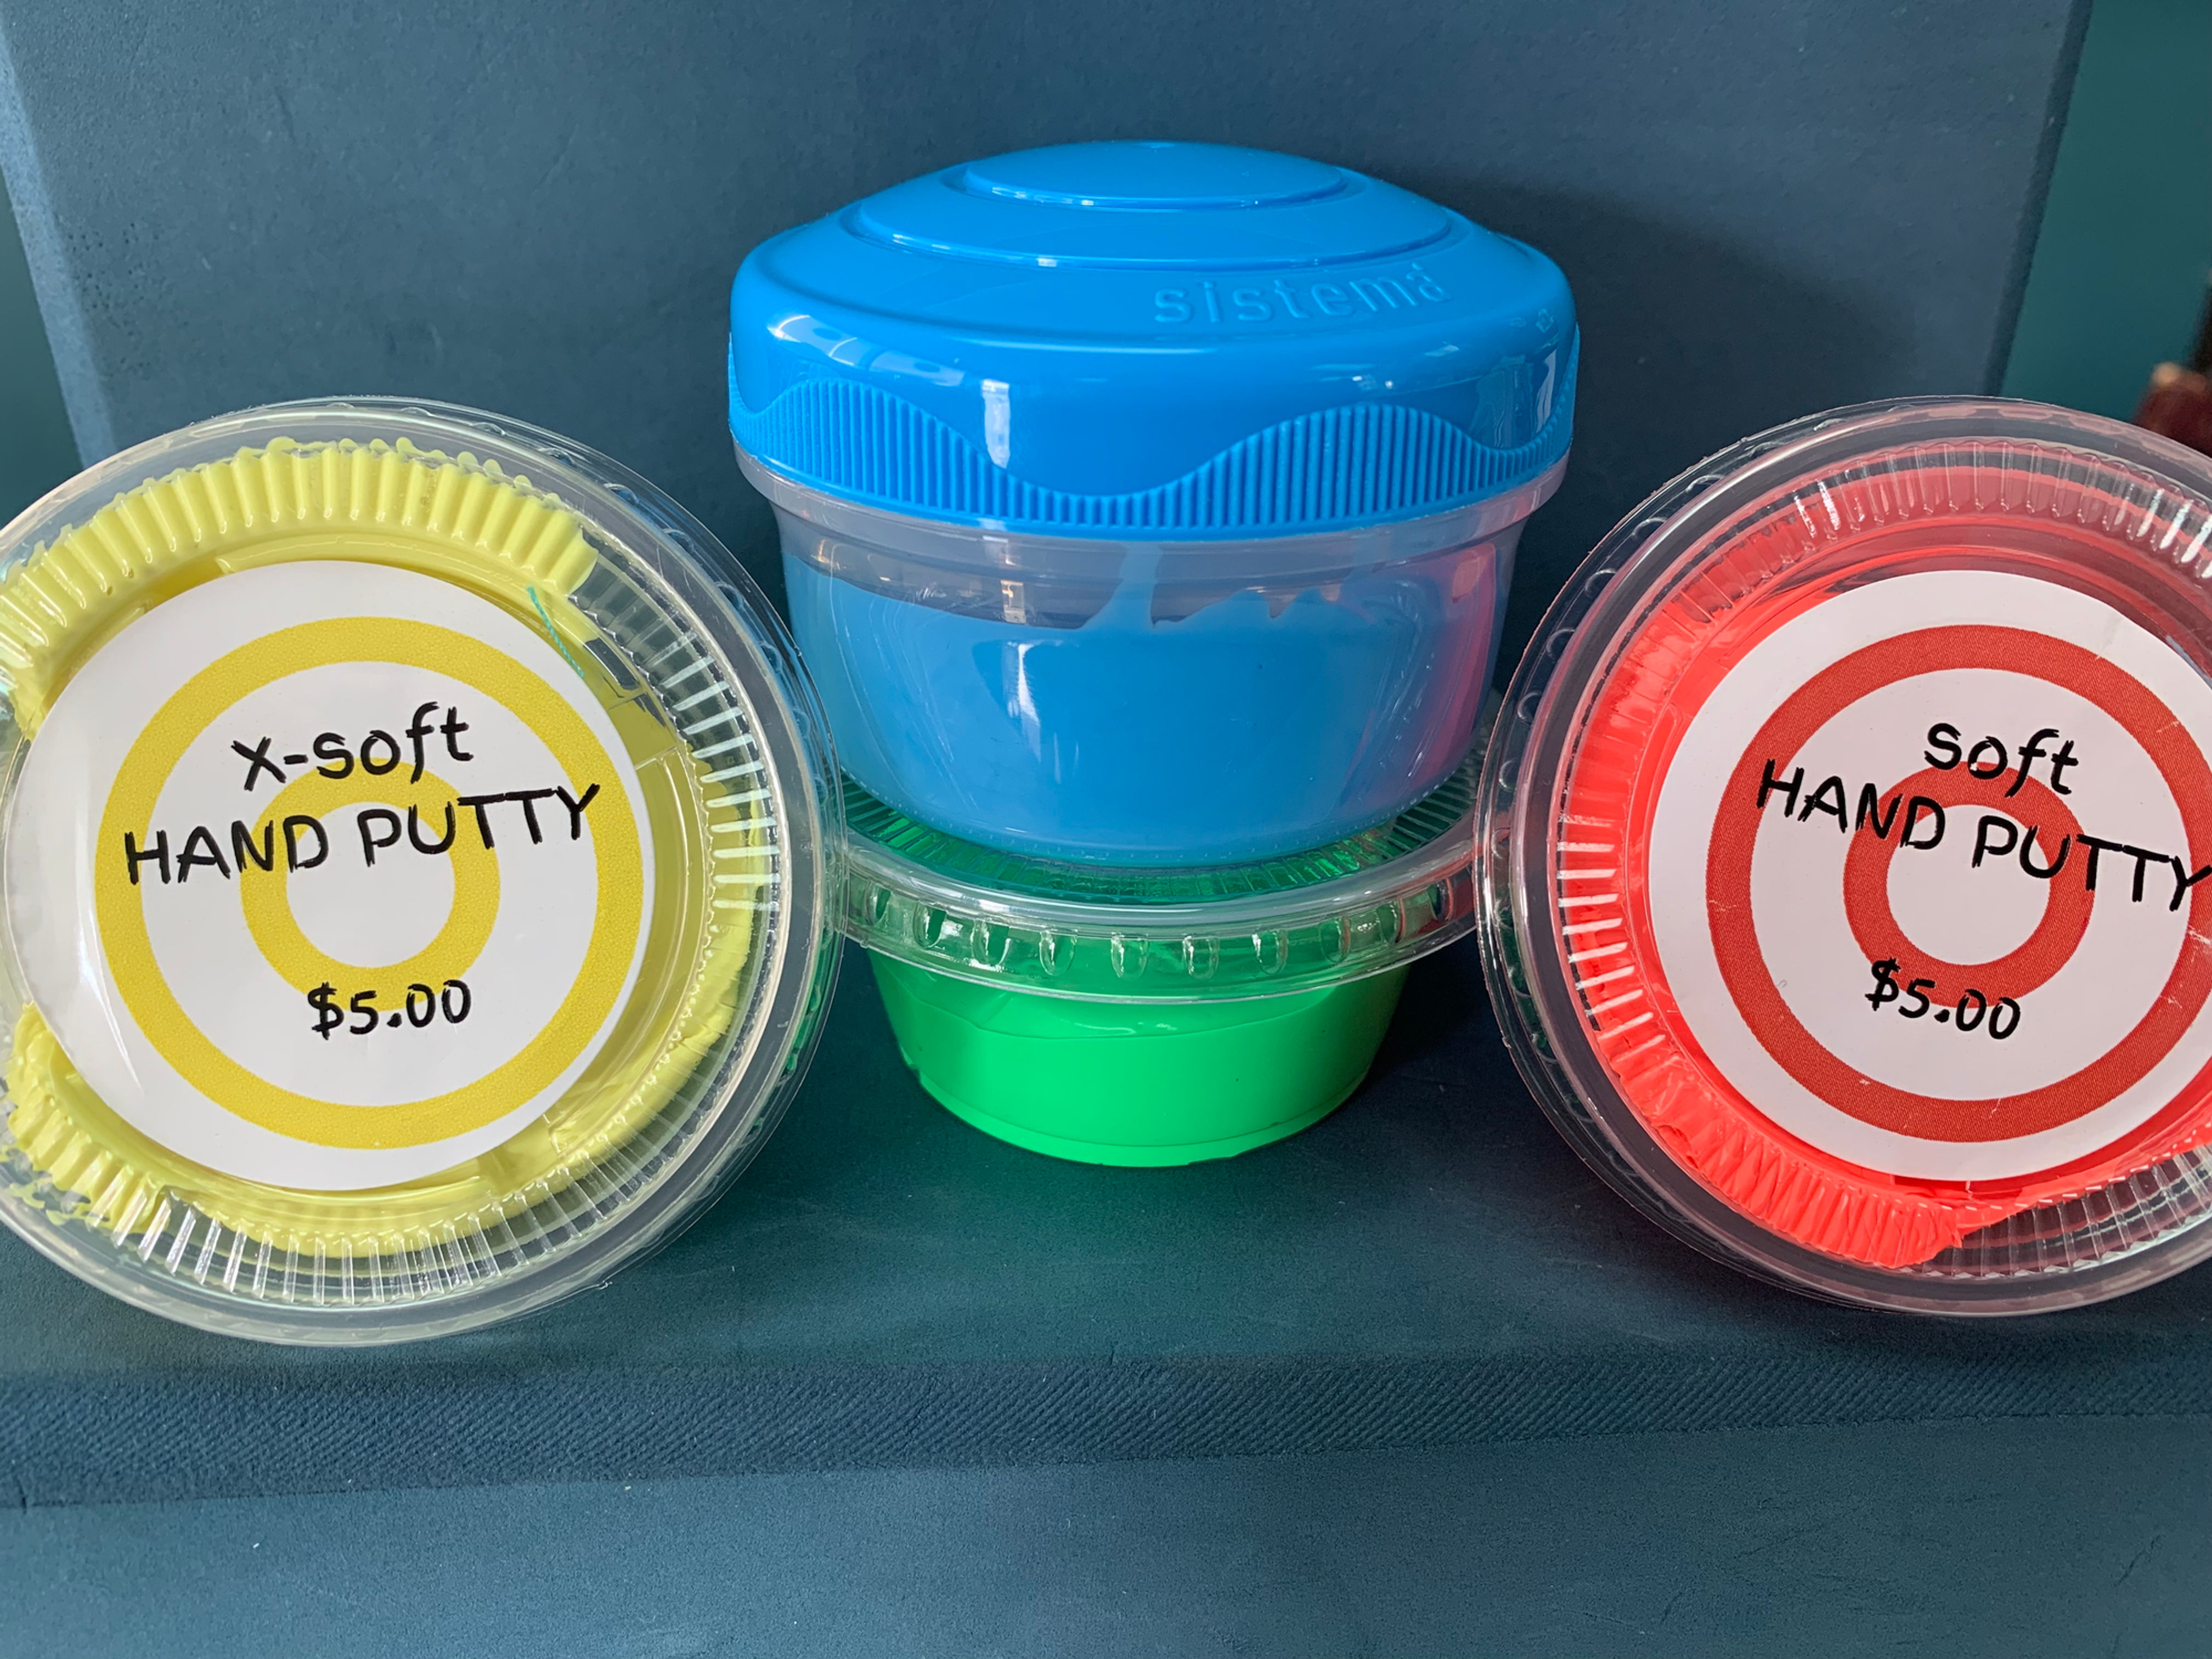 sistema
x-soft
HAND PUTTY
$5.00
soft
HAND PUTTY
$5.00